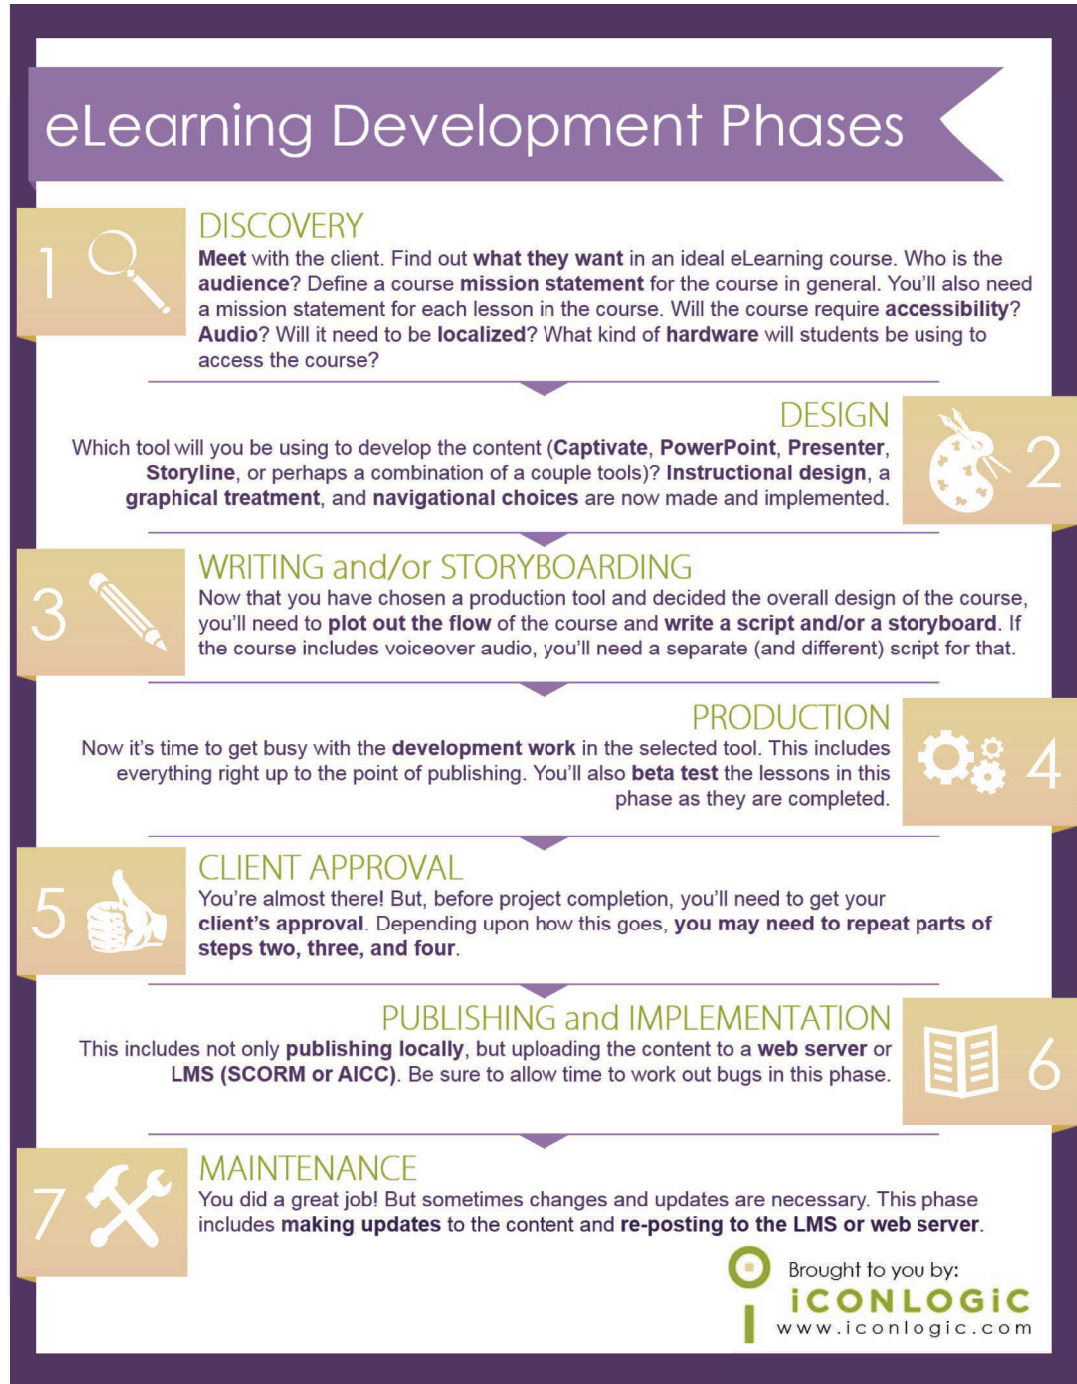 eLearning Development Phases
1
DISCOVERY
Meet with the client. Find out what they want in an ideal eLearning course. Who is the
audience? Define a course mission statement for the course in general. You'll also need
a mission statement for each lesson in the course. Will the course require accessibility?
Audio? Will it need to be localized? What kind of hardware will students be using to
access the course?
DESIGN
Which tool will you be using to develop the content (Captivate, PowerPoint, Presenter,
Storyline, or perhaps a combination of a couple tools)? Instructional design, a
graphical treatment, and navigational choices are now made and implemented.
2
3
WRITING and/or STORYBOARDING
Now that you have chosen a production tool and decided the overall design of the course,
you'll need to plot out the flow of the course and write a script and/or a storyboard. If
the course includes voiceover audio, you'll need a separate (and different) script for that.
PRODUCTION
Now it's time to get busy with the development work in the selected tool. This includes
everything right up to the point of publishing. You'll also beta test the lessons in this
phase as they are completed.
4
5
CLIENT APPROVAL
You're almost there! But, before project completion, you'll need to get your
client's approval. Depending upon how this goes, you may need to repeat parts of
steps two, three, and four.
PUBLISHING and IMPLEMENTATION
This includes not only publishing locally, but uploading the content to a web server or
LMS (SCORM or AICC). Be sure to allow time to work out bugs in this phase.
6
7
MAINTENANCE
You did a great job! But sometimes changes and updates are necessary. This phase
includes making updates to the content and re-posting to the LMS or web server.
Brought to you by:
iCONLOGiC
www.iconlogic.com